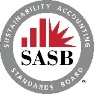 SUSTAINABILITY ACCOUNTING
SASB
STANDARDS BOARD